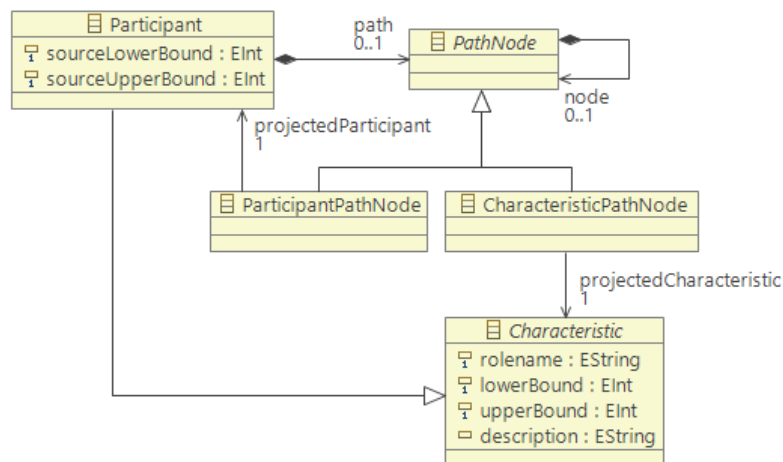 Participant
sourceLowerBound : EInt
sourceUpperBound : EInt
path
0..1
PathNode
node
0..1
projectedParticipant
1
ParticipantPathNode
CharacteristicPathNode
projectedCharacteristic
1
Characteristic
rolename : EString
lowerBound : EInt
upperBound : EInt
description : EString